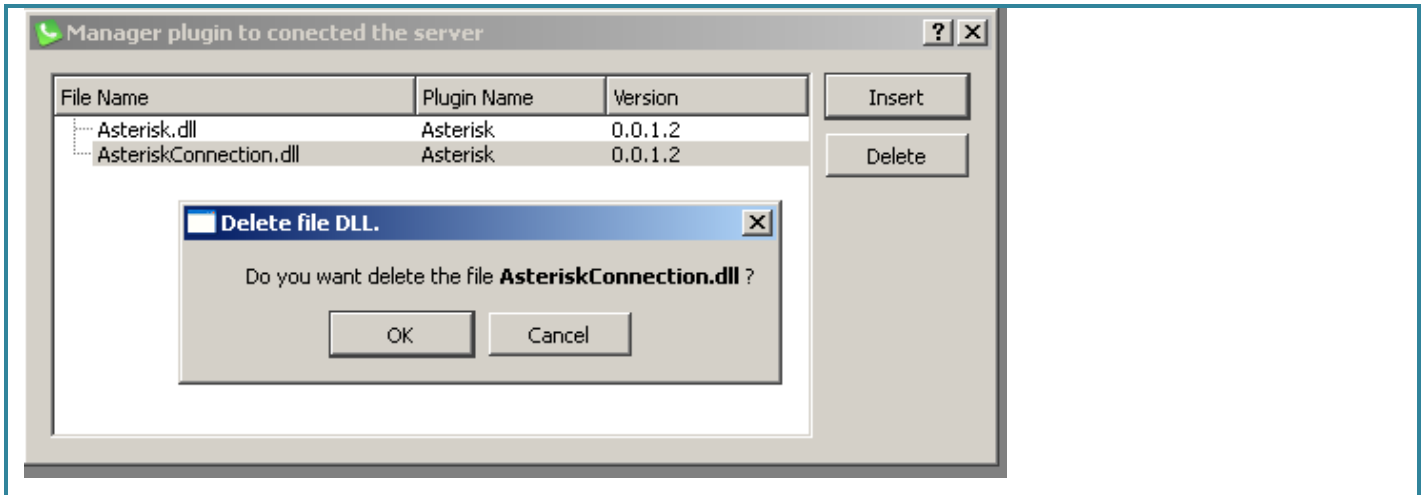 Manager plugin to conected the server
File Name Plugin Name Version Insert
Asterisk.dll Asterisk 0.0.1.2
AsteriskConnection.dll Asterisk 0.0.1.2 Delete
Delete file DLL.
Do you want delete the file AsteriskConnection.dll ?
OK Cancel